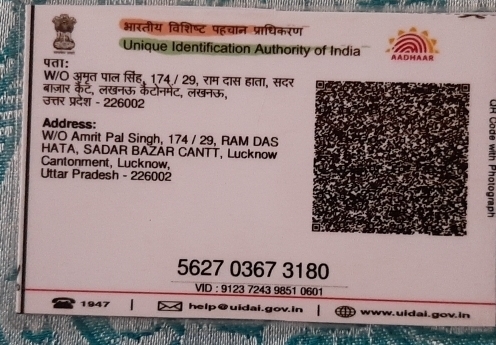 भारतीय विशिष्ट पहचान प्राधिकरण
Unique Identification Authority of India
AADHAAR
पता:
W/O अमृत पाल सिंह, 174 / 29, राम दास हाता, सदर
बाज़ार कैंट, लखनऊ कैंटोनमेंट, लखनऊ,
उत्तर प्रदेश - 226002
Address:
W/O Amrit Pal Singh, 174 / 29, RAM DAS
HATA, SADAR BAZAR CANTT, Lucknow
Cantonment, Lucknow,
Uttar Pradesh - 226002
QR Code with Photograph
5627 0367 3180
VID : 9123 7243 9851 0601
1947 | help@uidai.gov.in | www.uidai.gov.in